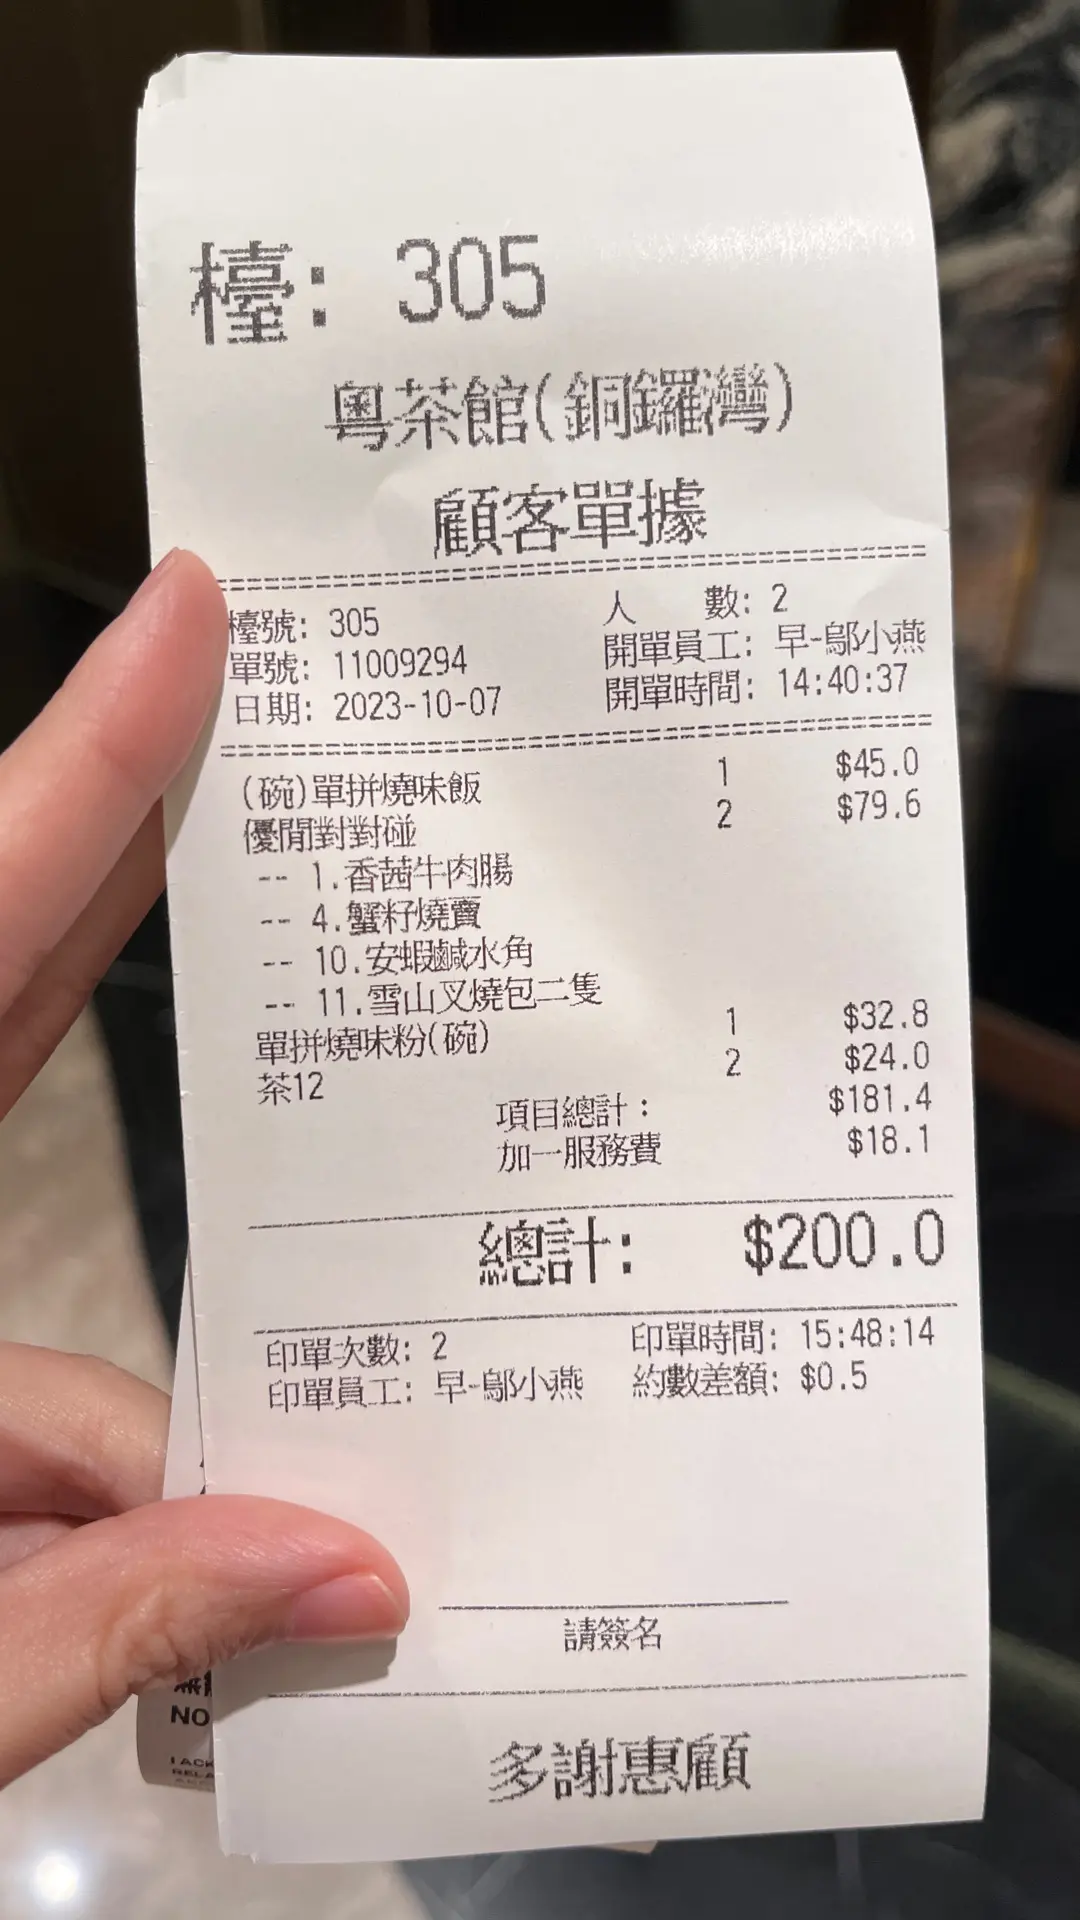 檯: 305
粵茶館(銅鑼灣)
顧客單據
檯號: 305 人 數: 2
單號: 11009294 開單員工: 早-鄔小燕
日期: 2023-10-07 開單時間: 14:40:37
(碗)單拼燒味飯 1 $45.0
優閒對對碰 2 $79.6
-- 1.香茜牛肉腸
-- 4.蟹籽燒賣
-- 10.安蝦鹹水角
-- 11.雪山叉燒包二隻
單拼燒味粉(碗) 1 $32.8
茶12 2 $24.0
項目總計: $181.4
加一服務費 $18.1
總計: $200.0
印單次數: 2 印單時間: 15:48:14
印單員工: 早-鄔小燕 約數差額: $0.5
請簽名
多謝惠顧
NO
I ACK
RELA